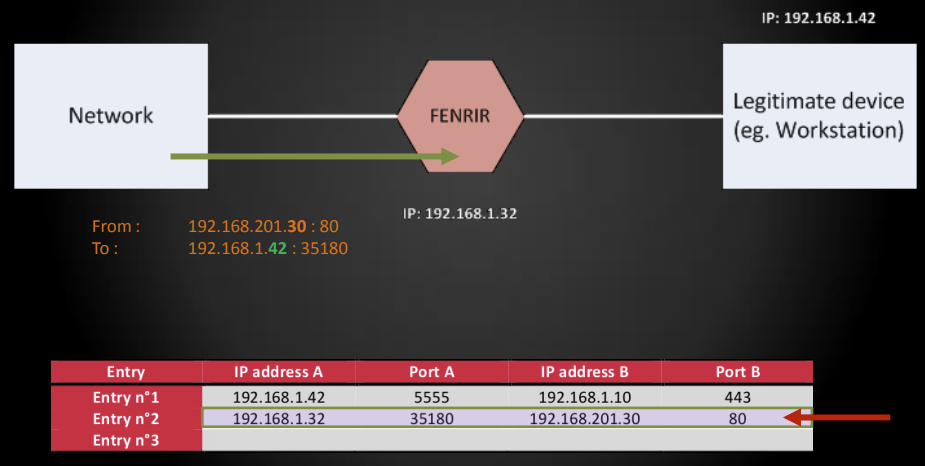 IP: 192.168.1.42
Network
FENRIR
Legitimate device
(eg. Workstation)
IP: 192.168.1.32
From : 192.168.201.30 : 80
To : 192.168.1.42 : 35180
Entry IP address A Port A IP address B Port B
Entry n°1 192.168.1.42 5555 192.168.1.10 443
Entry n°2 192.168.1.32 35180 192.168.201.30 80
Entry n°3